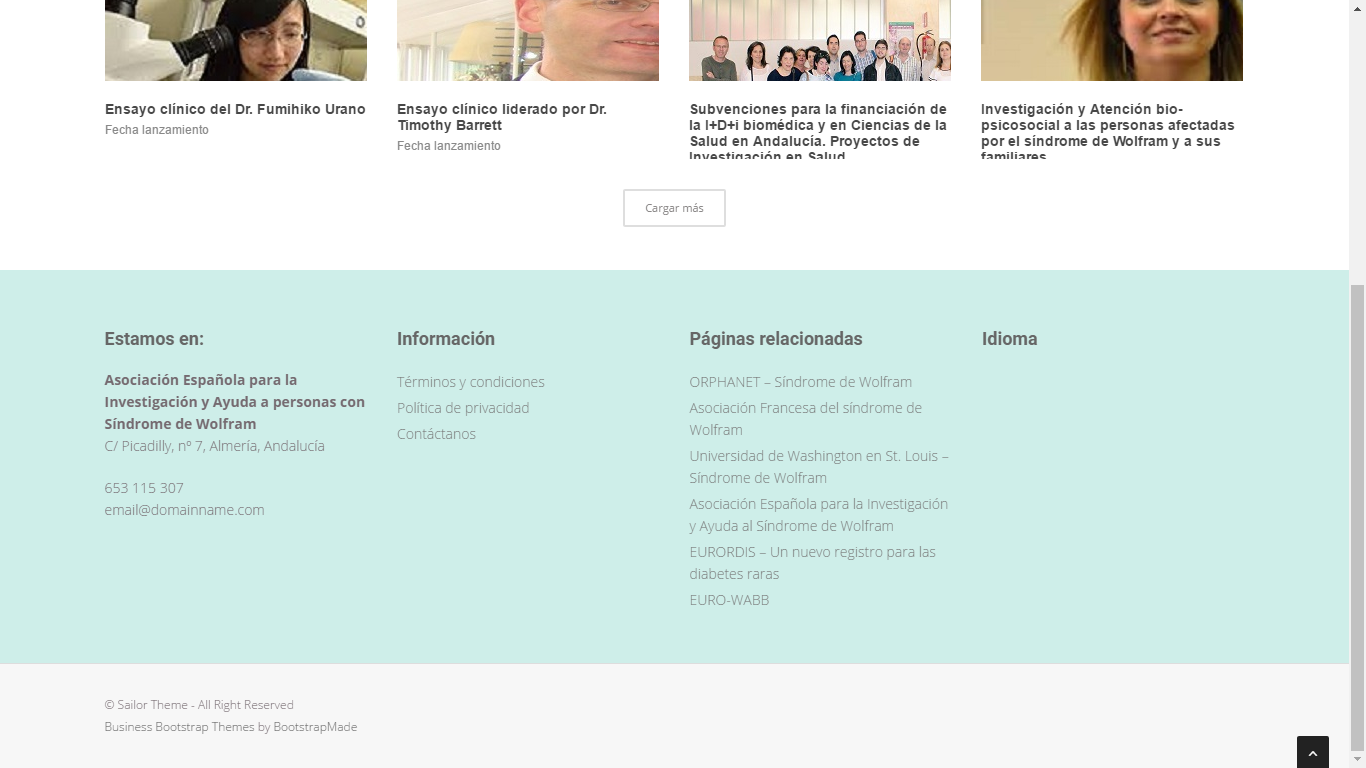 Ensayo clínico del Dr. Fumihiko Urano
Fecha lanzamiento
Ensayo clínico liderado por Dr.
Timothy Barrett
Fecha lanzamiento
Subvenciones para la financiación de
la I+D+i biomédica y en Ciencias de la
Salud en Andalucía. Proyectos de
Investigación en Salud
Investigación y Atención bio-
psicosocial a las personas afectadas
por el síndrome de Wolfram y a sus
familiares
Cargar más
Estamos en:
Asociación Española para la
Investigación y Ayuda a personas con
Síndrome de Wolfram
C/ Picadilly, nº 7, Almería, Andalucía
653 115 307
email@domainname.com
Información
Términos y condiciones
Política de privacidad
Contáctanos
Páginas relacionadas
ORPHANET – Síndrome de Wolfram
Asociación Francesa del síndrome de
Wolfram
Universidad de Washington en St. Louis –
Síndrome de Wolfram
Asociación Española para la Investigación
y Ayuda al Síndrome de Wolfram
EURORDIS – Un nuevo registro para las
diabetes raras
EURO-WABB
Idioma
© Sailor Theme - All Right Reserved
Business Bootstrap Themes by BootstrapMade